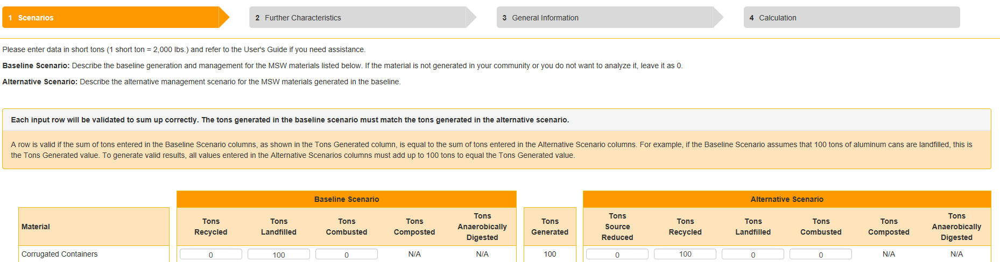 1 Scenarios
2 Further Characteristics
3 General Information
4 Calculation
Please enter data in short tons (1 short ton = 2,000 lbs.) and refer to the User's Guide if you need assistance.
Baseline Scenario: Describe the baseline generation and management for the MSW materials listed below. If the material is not generated in your community or you do not want to analyze it, leave it as 0.
Alternative Scenario: Describe the alternative management scenario for the MSW materials generated in the baseline.
Each input row will be validated to sum up correctly. The tons generated in the baseline scenario must match the tons generated in the alternative scenario.
A row is valid if the sum of tons entered in the Baseline Scenario columns, as shown in the Tons Generated column, is equal to the sum of tons entered in the Alternative Scenario columns. For example, if the Baseline Scenario assumes that 100 tons of aluminum cans are landfilled, this is
the Tons Generated value. To generate valid results, all values entered in the Alternative Scenarios columns must add up to 100 tons to equal the Tons Generated value.
Baseline Scenario
Alternative Scenario
Material
Tons
Recycled
Tons
Landfilled
Tons
Combusted
Tons
Composted
Tons
Anaerobically
Digested
Tons
Generated
Tons
Source
Reduced
Tons
Recycled
Tons
Landfilled
Tons
Combusted
Tons
Composted
Tons
Anaerobically
Digested
Corrugated Containers
0
100
0
N/A
N/A
100
0
100
0
0
N/A
N/A